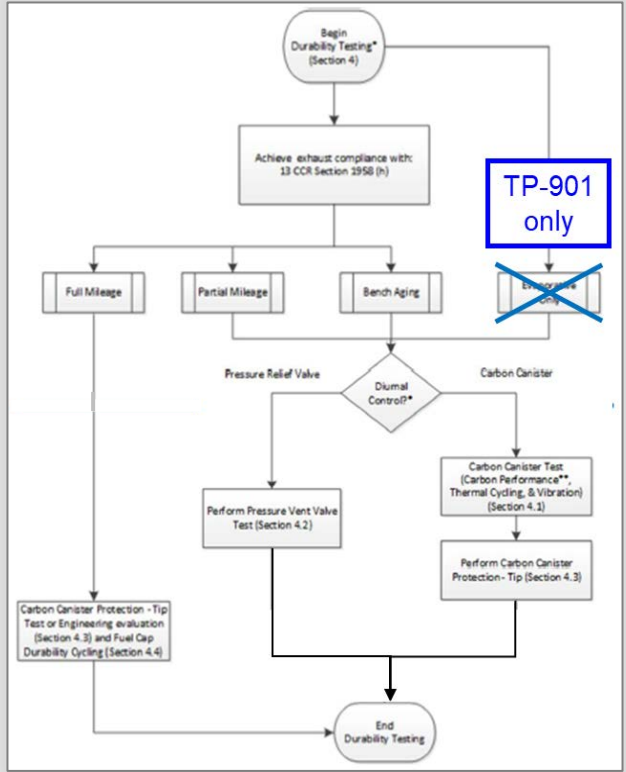 Begin
Durability Testing*
(Section 4)
Achieve exhaust compliance with:
13 CCR Section 1958 (h)
TP-901
only
Full Mileage
Partial Mileage
Bench Aging
Evaporative
Only
Pressure Relief Valve
Diurnal
Control?*
Carbon Canister
Carbon Canister Test
(Carbon Performance**,
Thermal Cycling, & Vibration)
(Section 4.1)
Perform Pressure Vent Valve
Test (Section 4.2)
Perform Carbon Canister
Protection - Tip (Section 4.3)
Carbon Canister Protection - Tip
Test or Engineering evaluation
(Section 4.3) and Fuel Cap
Durability Cycling (Section 4.4)
End
Durability Testing